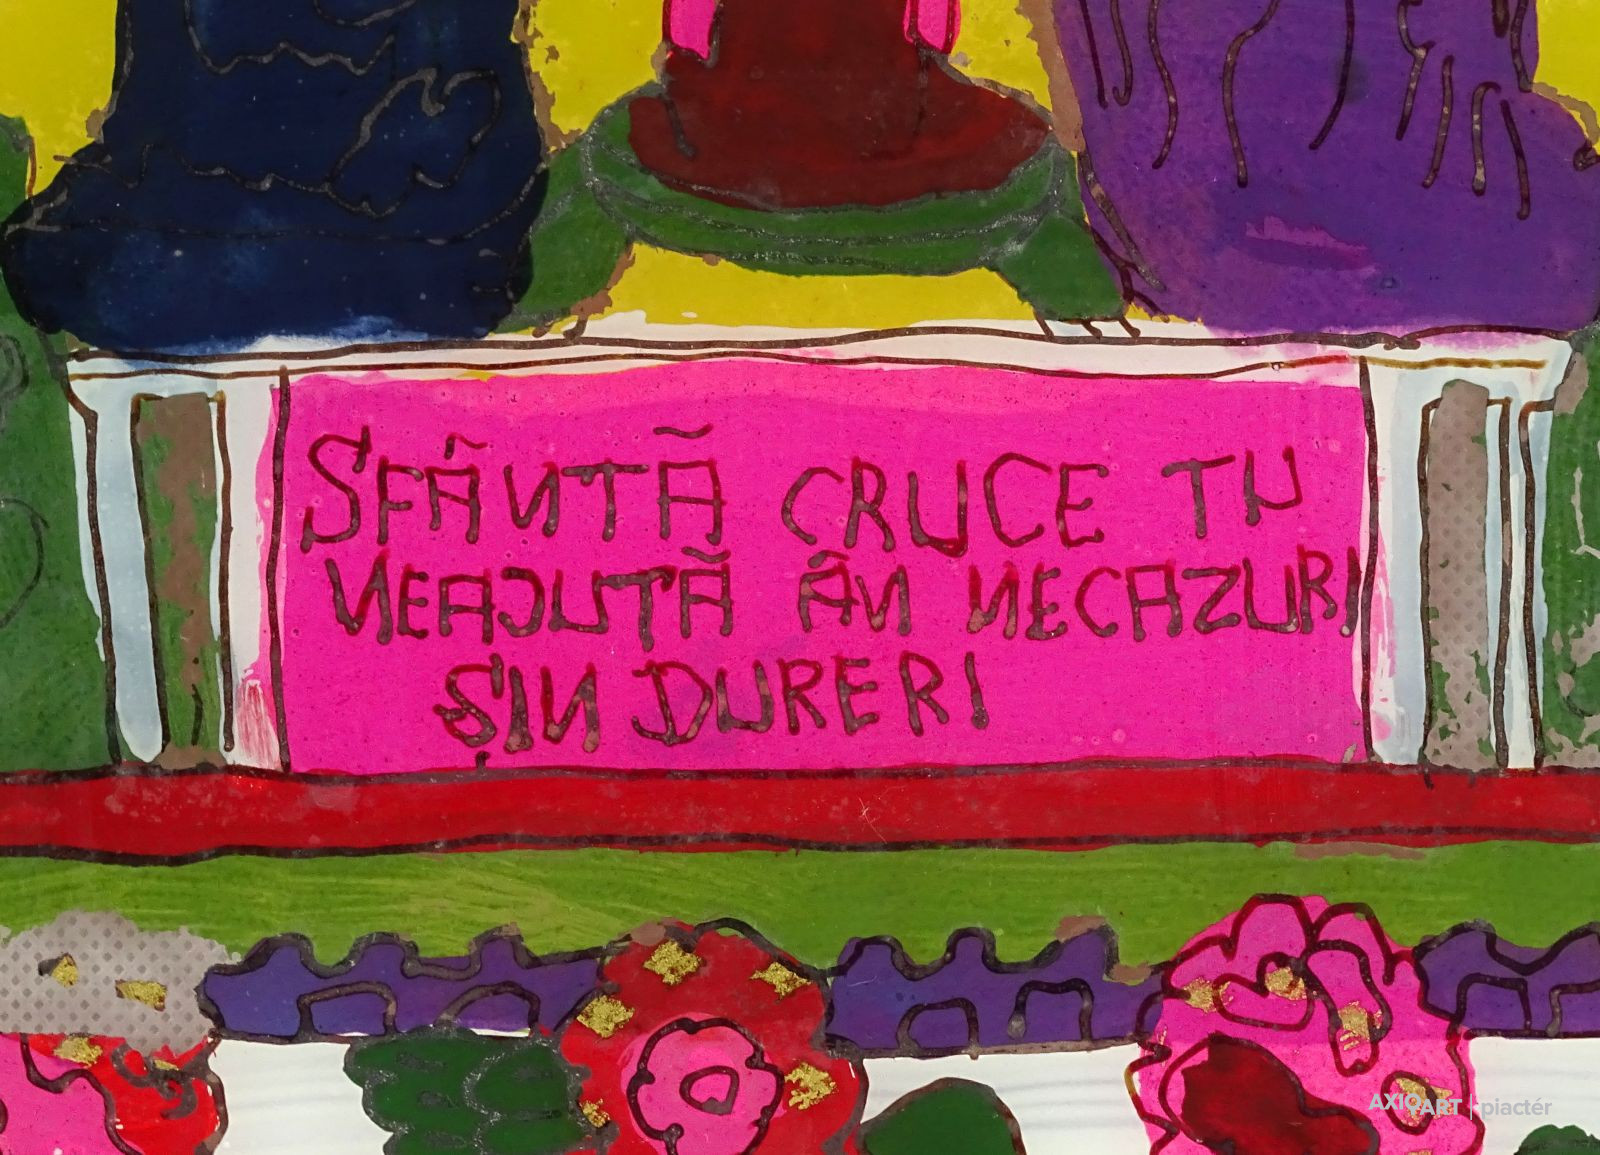 SFÂNTĂ CRUCE TU
NEAJUTĂ ÂN NECAZURI
ȘIN DURERI
AXIOART | piactér